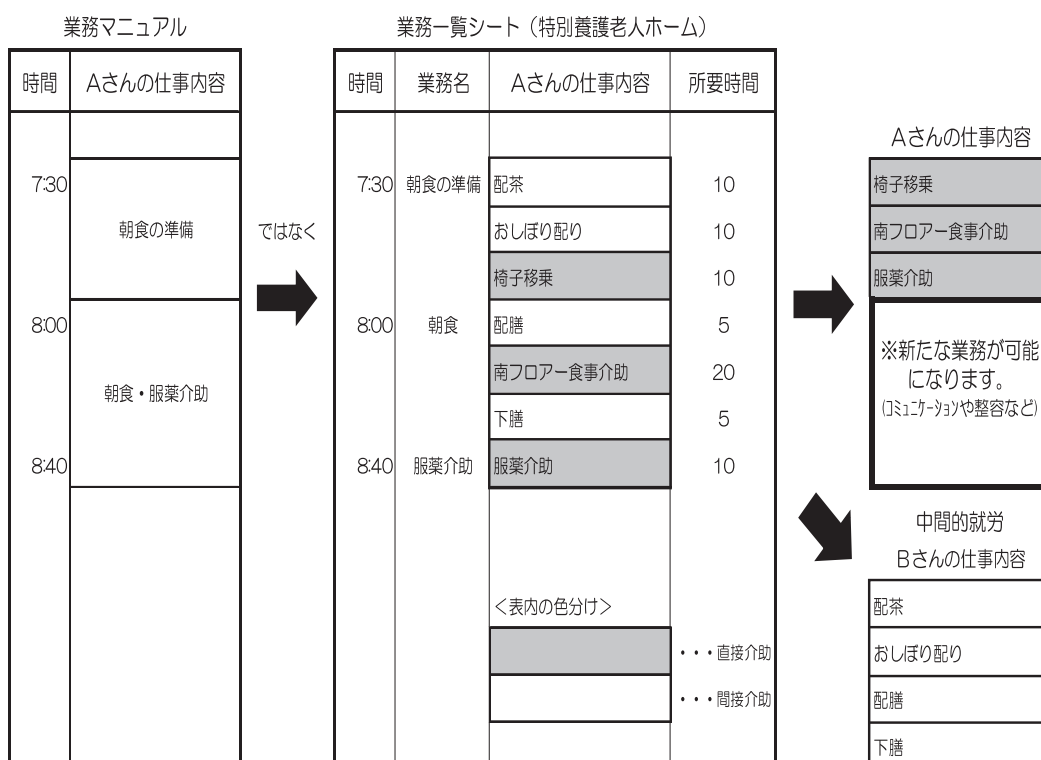 業務マニュアル
時間 Aさんの仕事内容
7:30
朝食の準備
8:00
朝食・服薬介助
8:40
ではなく
業務一覧シート（特別養護老人ホーム）
時間 業務名 Aさんの仕事内容 所要時間
7:30 朝食の準備 配茶 10
おしぼり配り 10
椅子移乗 10
8:00 朝食 配膳 5
南フロアー食事介助 20
下膳 5
8:40 服薬介助 服薬介助 10
＜表内の色分け＞
・・・直接介助
・・・間接介助
Aさんの仕事内容
椅子移乗
南フロアー食事介助
服薬介助
※新たな業務が可能
になります。
(ｺﾐｭﾆｹｰｼｮﾝや整容など)
中間的就労
Bさんの仕事内容
配茶
おしぼり配り
配膳
下膳